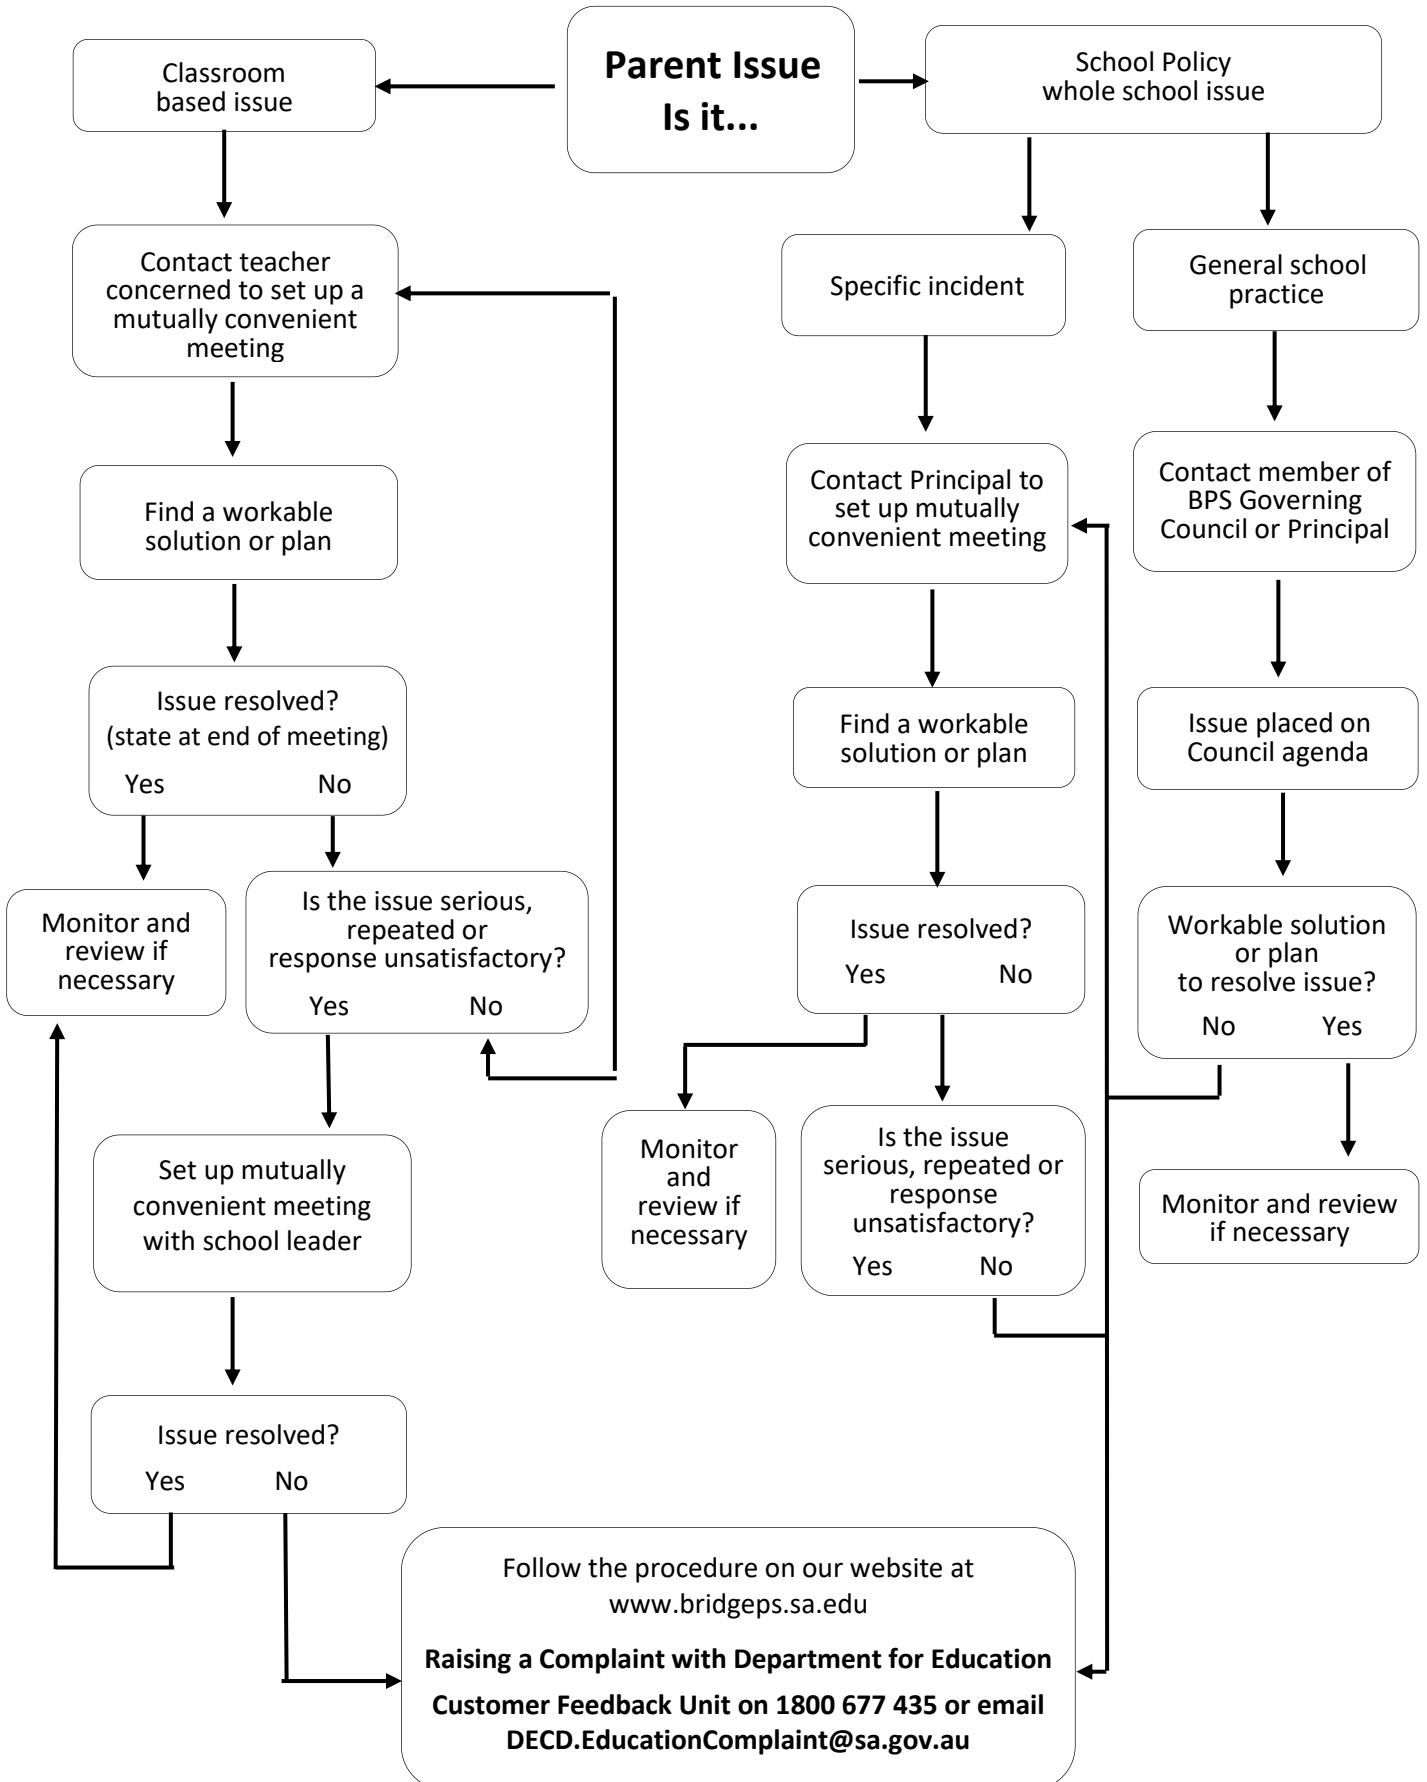 Parent Issue
Is it...
Classroom
based issue
School Policy
whole school issue
Contact teacher
concerned to set up a
mutually convenient
meeting
Find a workable
solution or plan
Issue resolved?
(state at end of meeting)
Yes No
Monitor and
review if
necessary
Is the issue serious,
repeated or
response unsatisfactory?
Yes No
Set up mutually
convenient meeting
with school leader
Issue resolved?
Yes No
Specific incident
Contact Principal to
set up mutually
convenient meeting
Find a workable
solution or plan
Issue resolved?
Yes No
Monitor
and
review if
necessary
Is the issue
serious, repeated or
response
unsatisfactory?
Yes No
General school
practice
Contact member of
BPS Governing
Council or Principal
Issue placed on
Council agenda
Workable solution
or plan
to resolve issue?
No Yes
Monitor and review
if necessary
Follow the procedure on our website at
www.bridgeps.sa.edu
Raising a Complaint with Department for Education
Customer Feedback Unit on 1800 677 435 or email
DECD.EducationComplaint@sa.gov.au